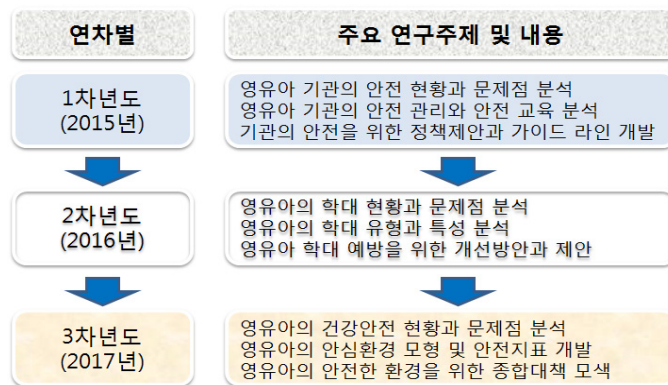 연차별
주요 연구주제 및 내용
1차년도
(2015년)
영유아 기관의 안전 현황과 문제점 분석
영유아 기관의 안전 관리와 안전 교육 분석
기관의 안전을 위한 정책제안과 가이드 라인 개발
2차년도
(2016년)
영유아의 학대 현황과 문제점 분석
영유아의 학대 유형과 특성 분석
영유아 학대 예방을 위한 개선방안과 제안
3차년도
(2017년)
영유아의 건강안전 현황과 문제점 분석
영유아의 안심환경 모형 및 안전지표 개발
영유아의 안전한 환경을 위한 종합대책 모색